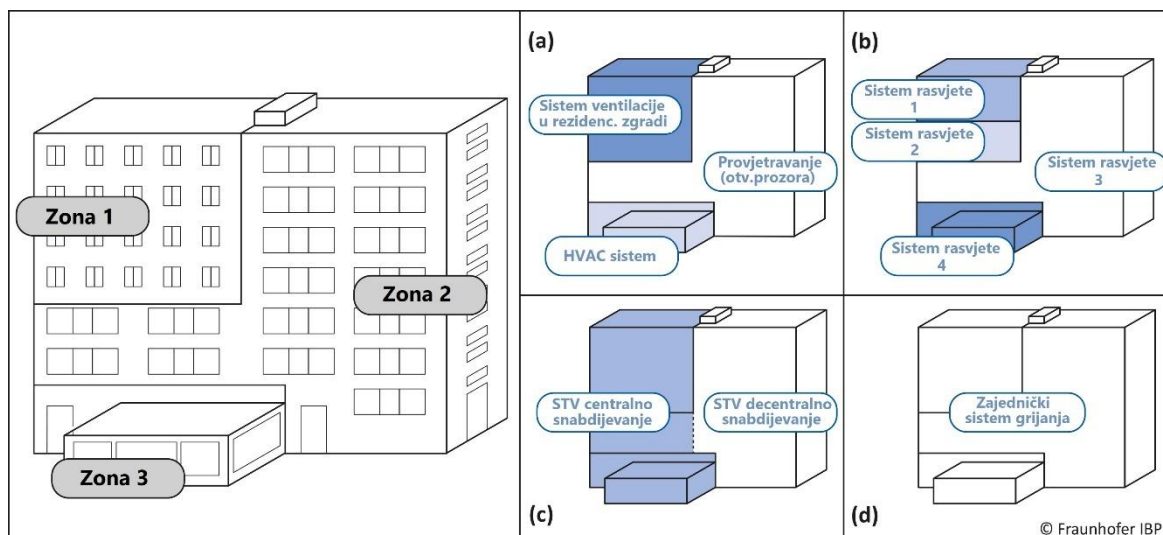 Zona 1
Zona 2
Zona 3
(a)
Sistem ventilacije
u rezidenc. zgradi
Provjetravanje
(otv.prozora)
HVAC sistem
(b)
Sistem rasvjete
1
Sistem rasvjete
2
Sistem rasvjete
3
Sistem rasvjete
4
STV centralno
snabdijevanje
STV decentralno
snabdijevanje
(c)
Zajednički
sistem grijanja
(d)
© Fraunhofer IBP